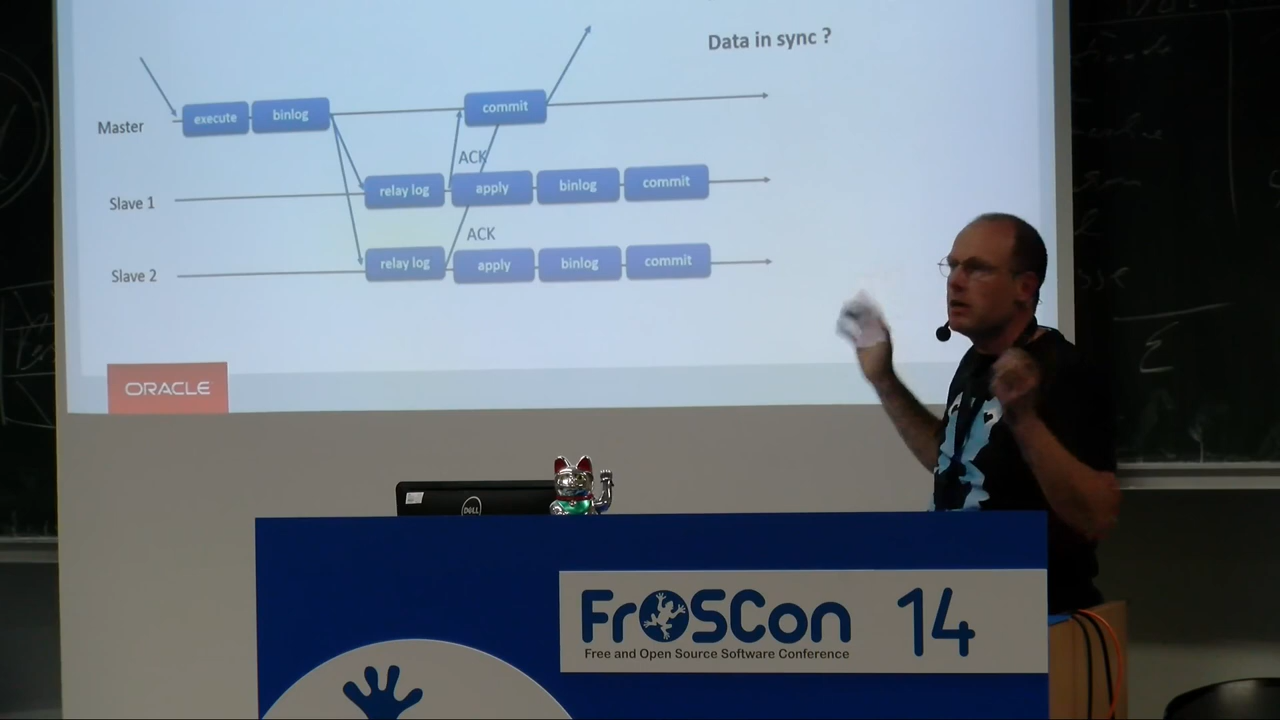 Data in sync ?
Master
execute
binlog
commit
ACK
Slave 1
relay log
apply
binlog
commit
ACK
Slave 2
relay log
apply
binlog
commit
ORACLE
DELL
FrOSCon 14
Free and Open Source Software Conference